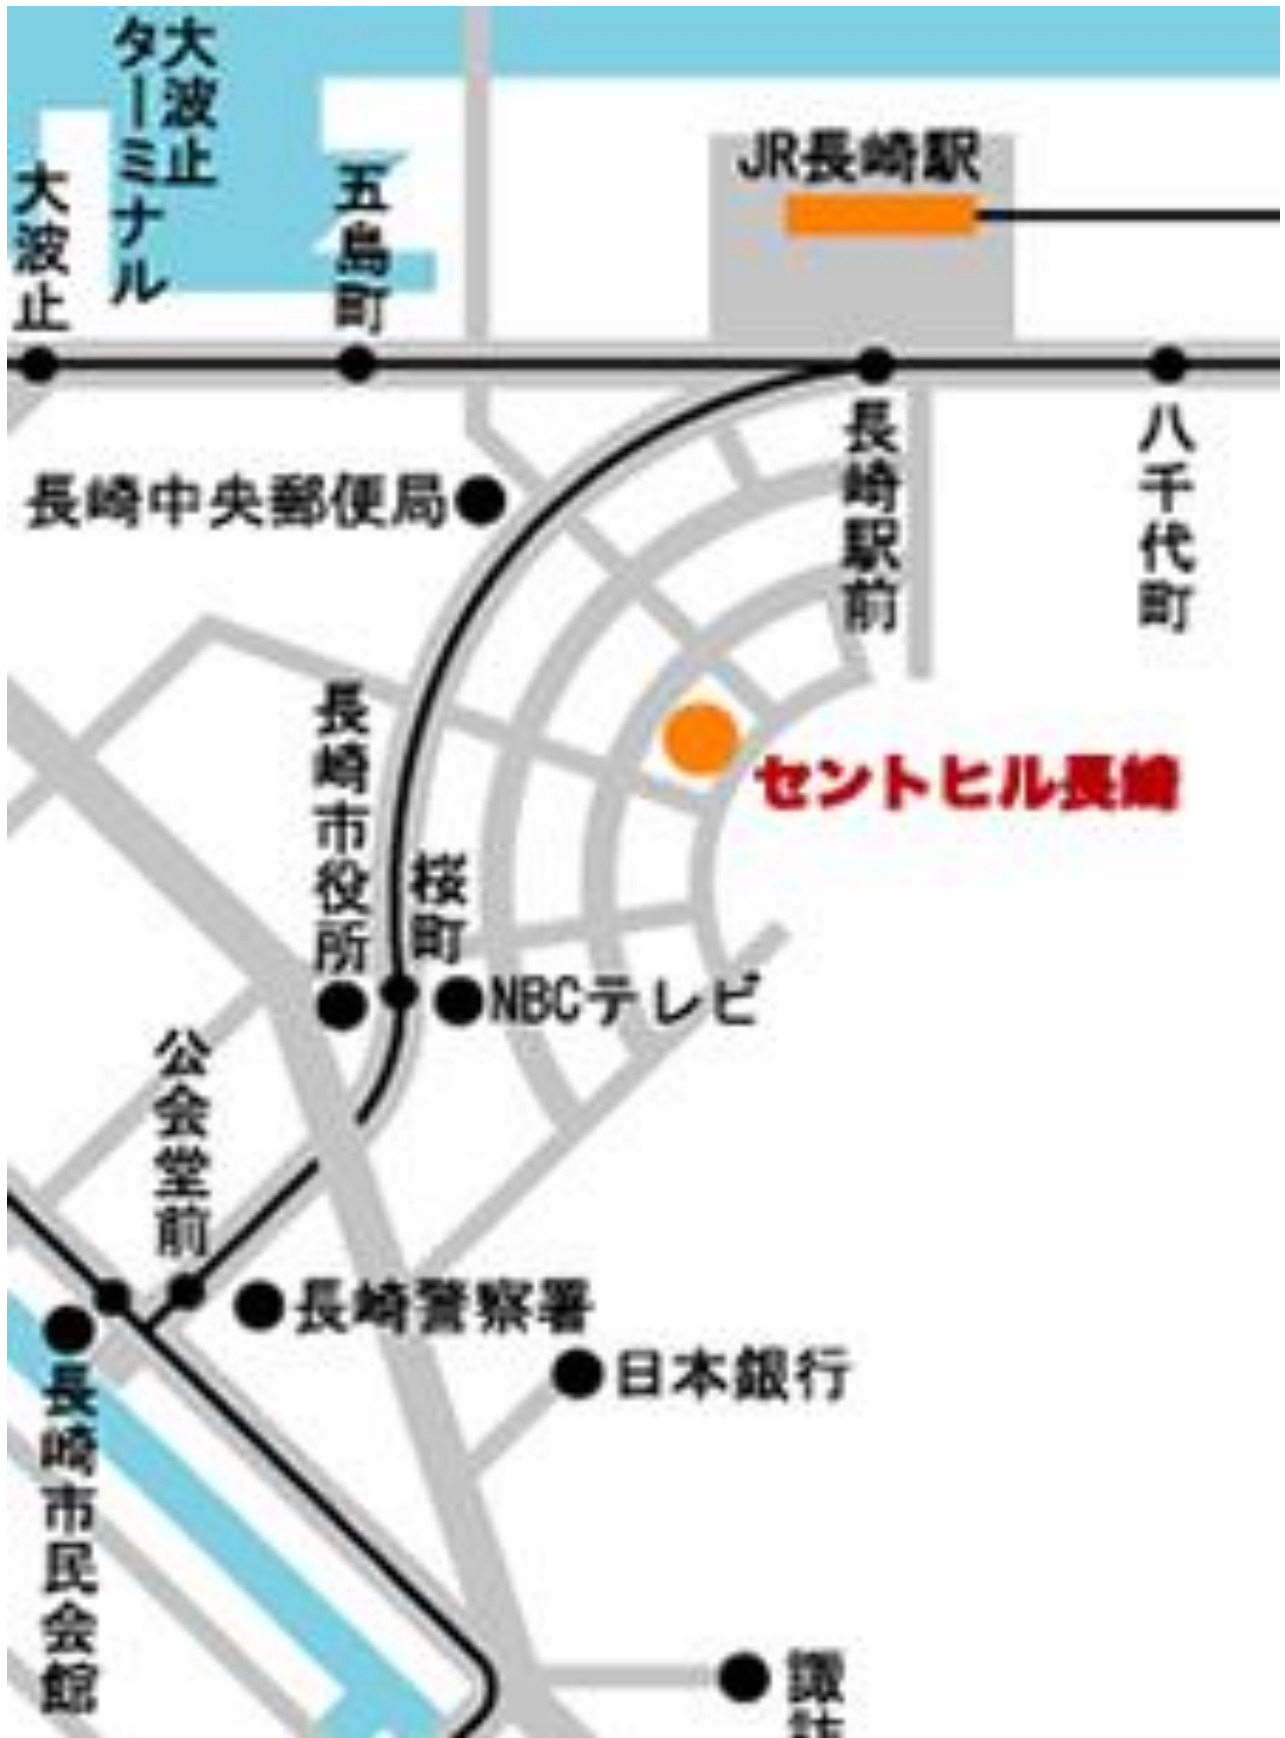 大波止
ターミナル
大波止
五島町
JR長崎駅
長崎駅前
八千代町
長崎中央郵便局
セントヒル長崎
長崎市役所
桜町
NBCテレビ
公会堂前
長崎警察署
日本銀行
長崎市民会館
諏